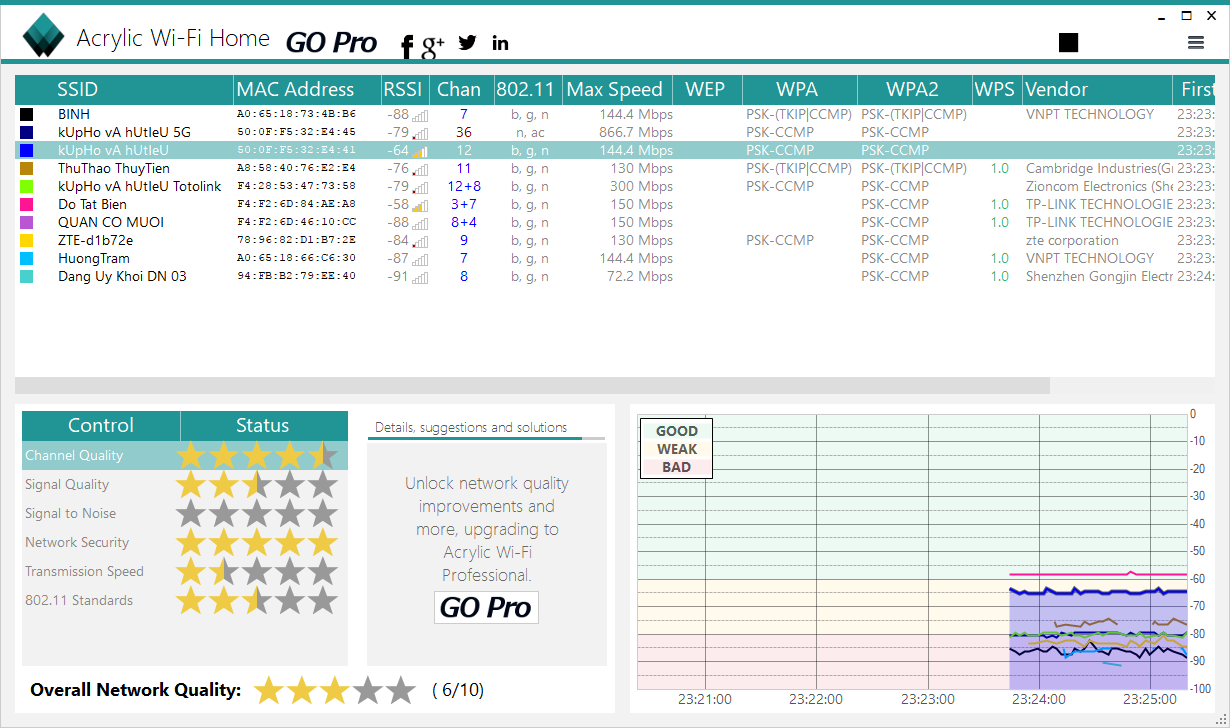 Acrylic Wi-Fi Home GO Pro
SSID MAC Address RSSI Chan 802.11 Max Speed WEP WPA WPA2 WPS Vendor First
BINH A0:65:18:73:4B:B6 -88 7 b, g, n 144.4 Mbps PSK-(TKIP|CCMP) PSK-(TKIP|CCMP) VNPT TECHNOLOGY 23:23:
kUpHo vA hUtIeU 5G 50:0F:F5:32:E4:45 -79 36 n, ac 866.7 Mbps PSK-CCMP PSK-CCMP 23:23:
kUpHo vA hUtIeU 50:0F:F5:32:E4:41 -64 12 b, g, n 144.4 Mbps PSK-CCMP PSK-CCMP 23:23:
ThuThao ThuyTien A8:58:40:76:E2:E4 -76 11 b, g, n 130 Mbps PSK-(TKIP|CCMP) PSK-(TKIP|CCMP) 1.0 Cambridge Industries(G 23:23:
kUpHo vA hUtIeU Totolink F4:28:53:47:73:58 -79 12+8 b, g, n 300 Mbps PSK-CCMP PSK-CCMP Zioncom Electronics (She 23:23:
Do Tat Bien F4:F2:6D:84:AE:A8 -58 3+7 b, g, n 150 Mbps PSK-CCMP 1.0 TP-LINK TECHNOLOGIE 23:23:
QUAN CO MUOI F4:F2:6D:46:10:CC -88 8+4 b, g, n 150 Mbps PSK-CCMP 1.0 TP-LINK TECHNOLOGIE 23:23:
ZTE-d1b72e 78:96:82:D1:B7:2E -84 9 b, g, n 130 Mbps PSK-CCMP PSK-CCMP zte corporation 23:23:
HuongTram A0:65:18:66:C6:30 -87 7 b, g, n 144.4 Mbps PSK-CCMP 1.0 VNPT TECHNOLOGY 23:23:
Dang Uy Khoi DN 03 94:FB:B2:79:EE:40 -91 8 b, g, n 72.2 Mbps PSK-CCMP 1.0 Shenzhen Gongjin Electr 23:24:
Control Status
Channel Quality
Signal Quality
Signal to Noise
Network Security
Transmission Speed
802.11 Standards
Details, suggestions and solutions
Unlock network quality
improvements and
more, upgrading to
Acrylic Wi-Fi
Professional.
GO Pro
Overall Network Quality: ( 6/10)
GOOD
WEAK
BAD
0
-10
-20
-30
-40
-50
-60
-70
-80
-90
-100
23:21:00 23:22:00 23:23:00 23:24:00 23:25:00